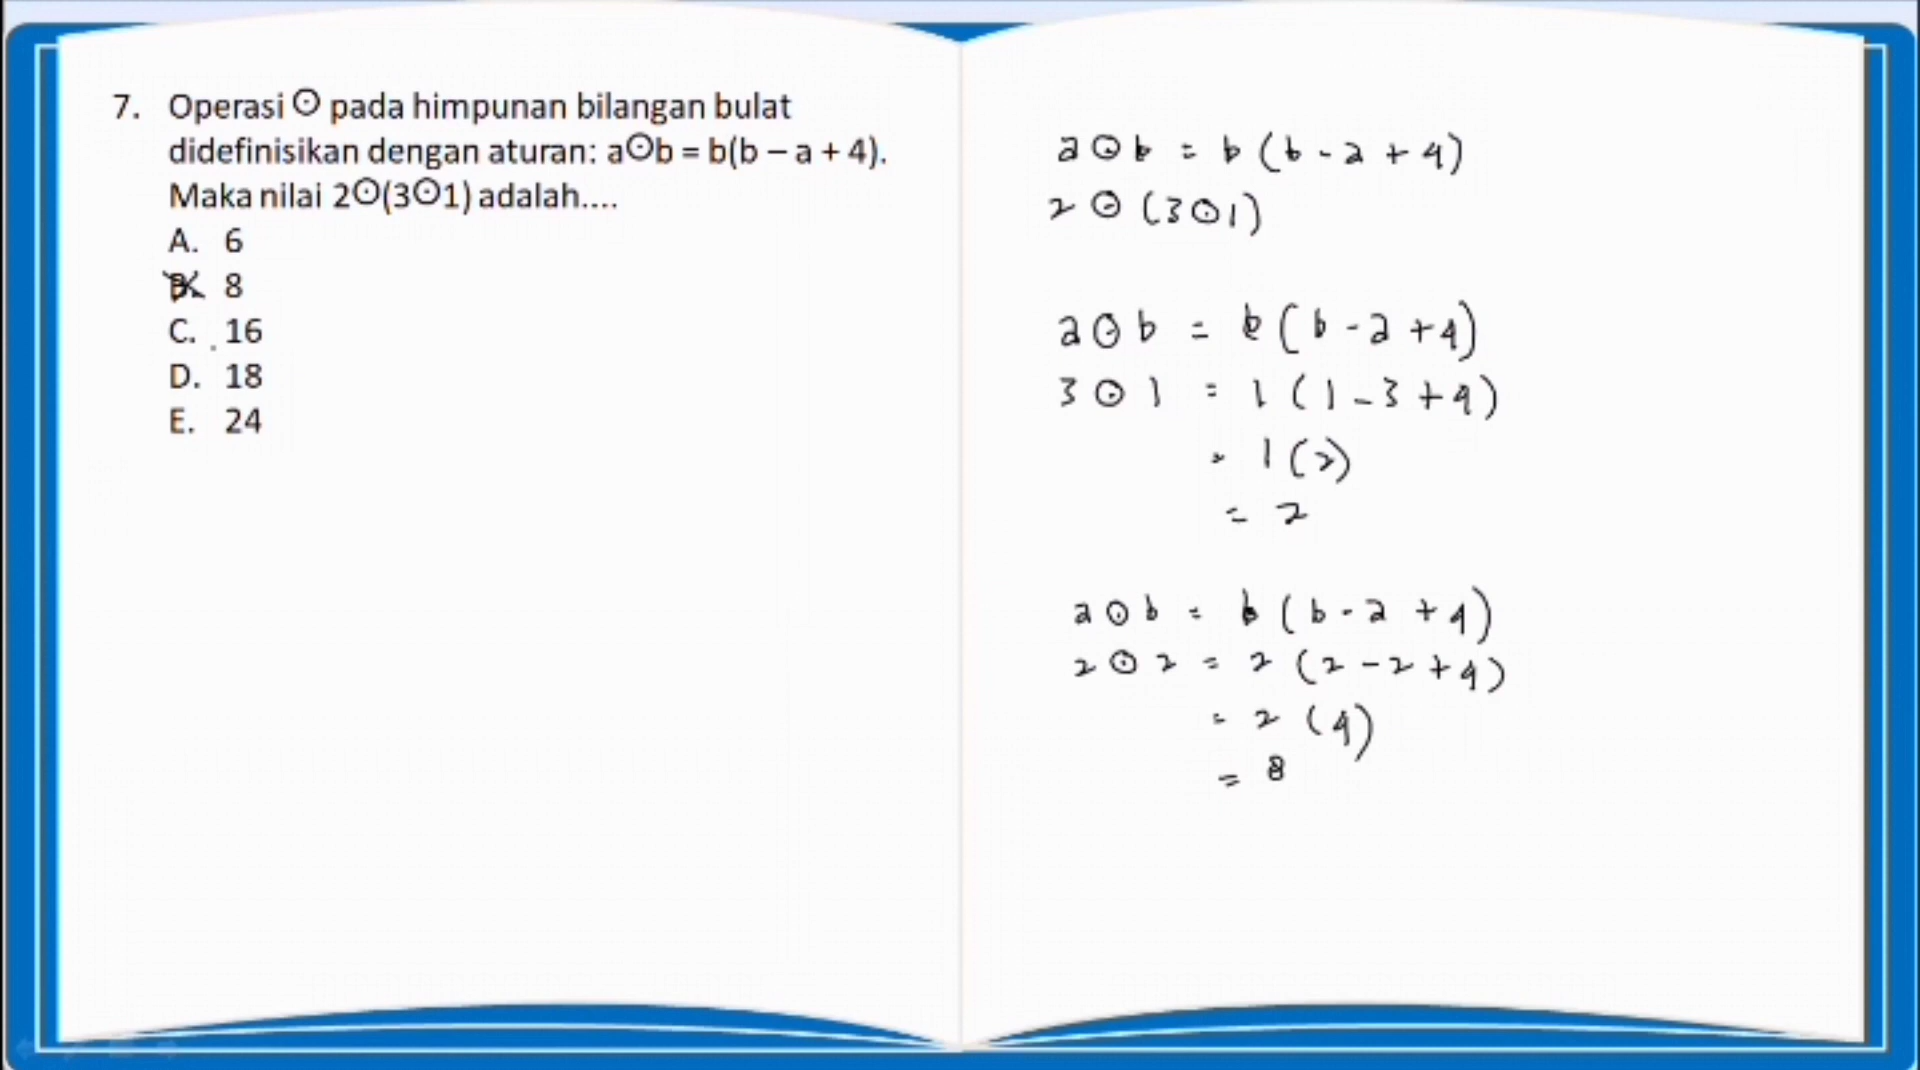 7. Operasi ⊙ pada himpunan bilangan bulat
didefinisikan dengan aturan: a⊙b = b(b – a + 4).
Maka nilai 2⊙(3⊙1) adalah....
A. 6
B. 8
C. 16
D. 18
E. 24
a ⊙ b = b (b - a + 4)
2 ⊙ (3 ⊙ 1)
a ⊙ b = b (b - a + 4)
3 ⊙ 1 = 1 (1 - 3 + 4)
= 1 (2)
= 2
a ⊙ b = b (b - a + 4)
2 ⊙ 2 = 2 (2 - 2 + 4)
= 2 (4)
= 8